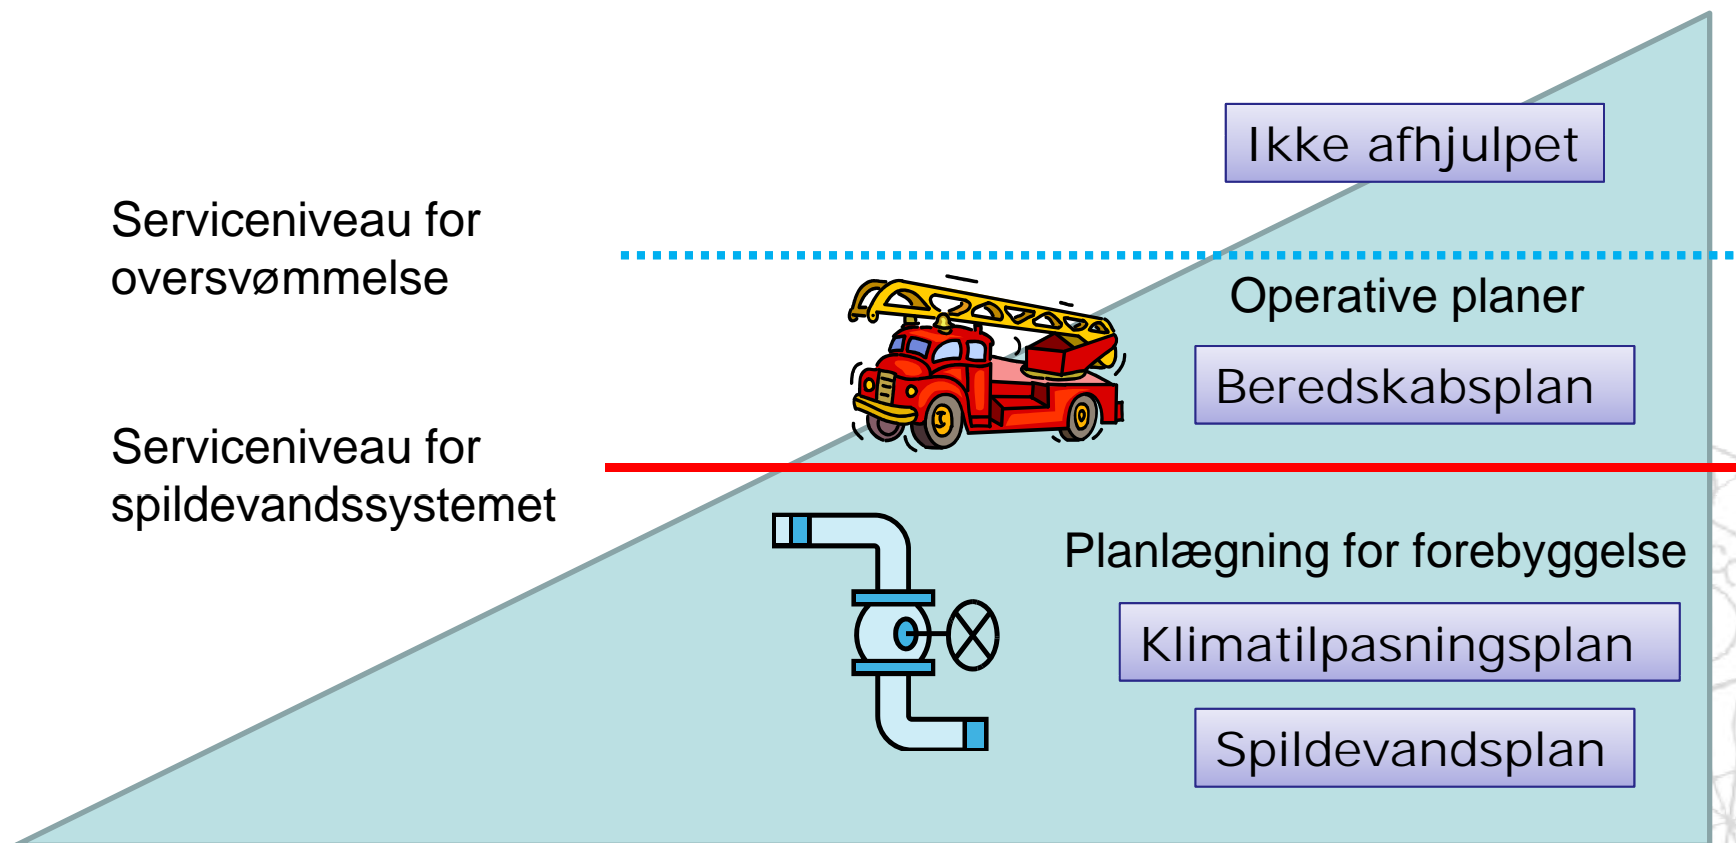 Ikke afhjulpet
Serviceniveau for
oversvømmelse
Operative planer
Beredskabsplan
Serviceniveau for
spildevandssystemet
Planlægning for forebyggelse
Klimatilpasningsplan
Spildevandsplan